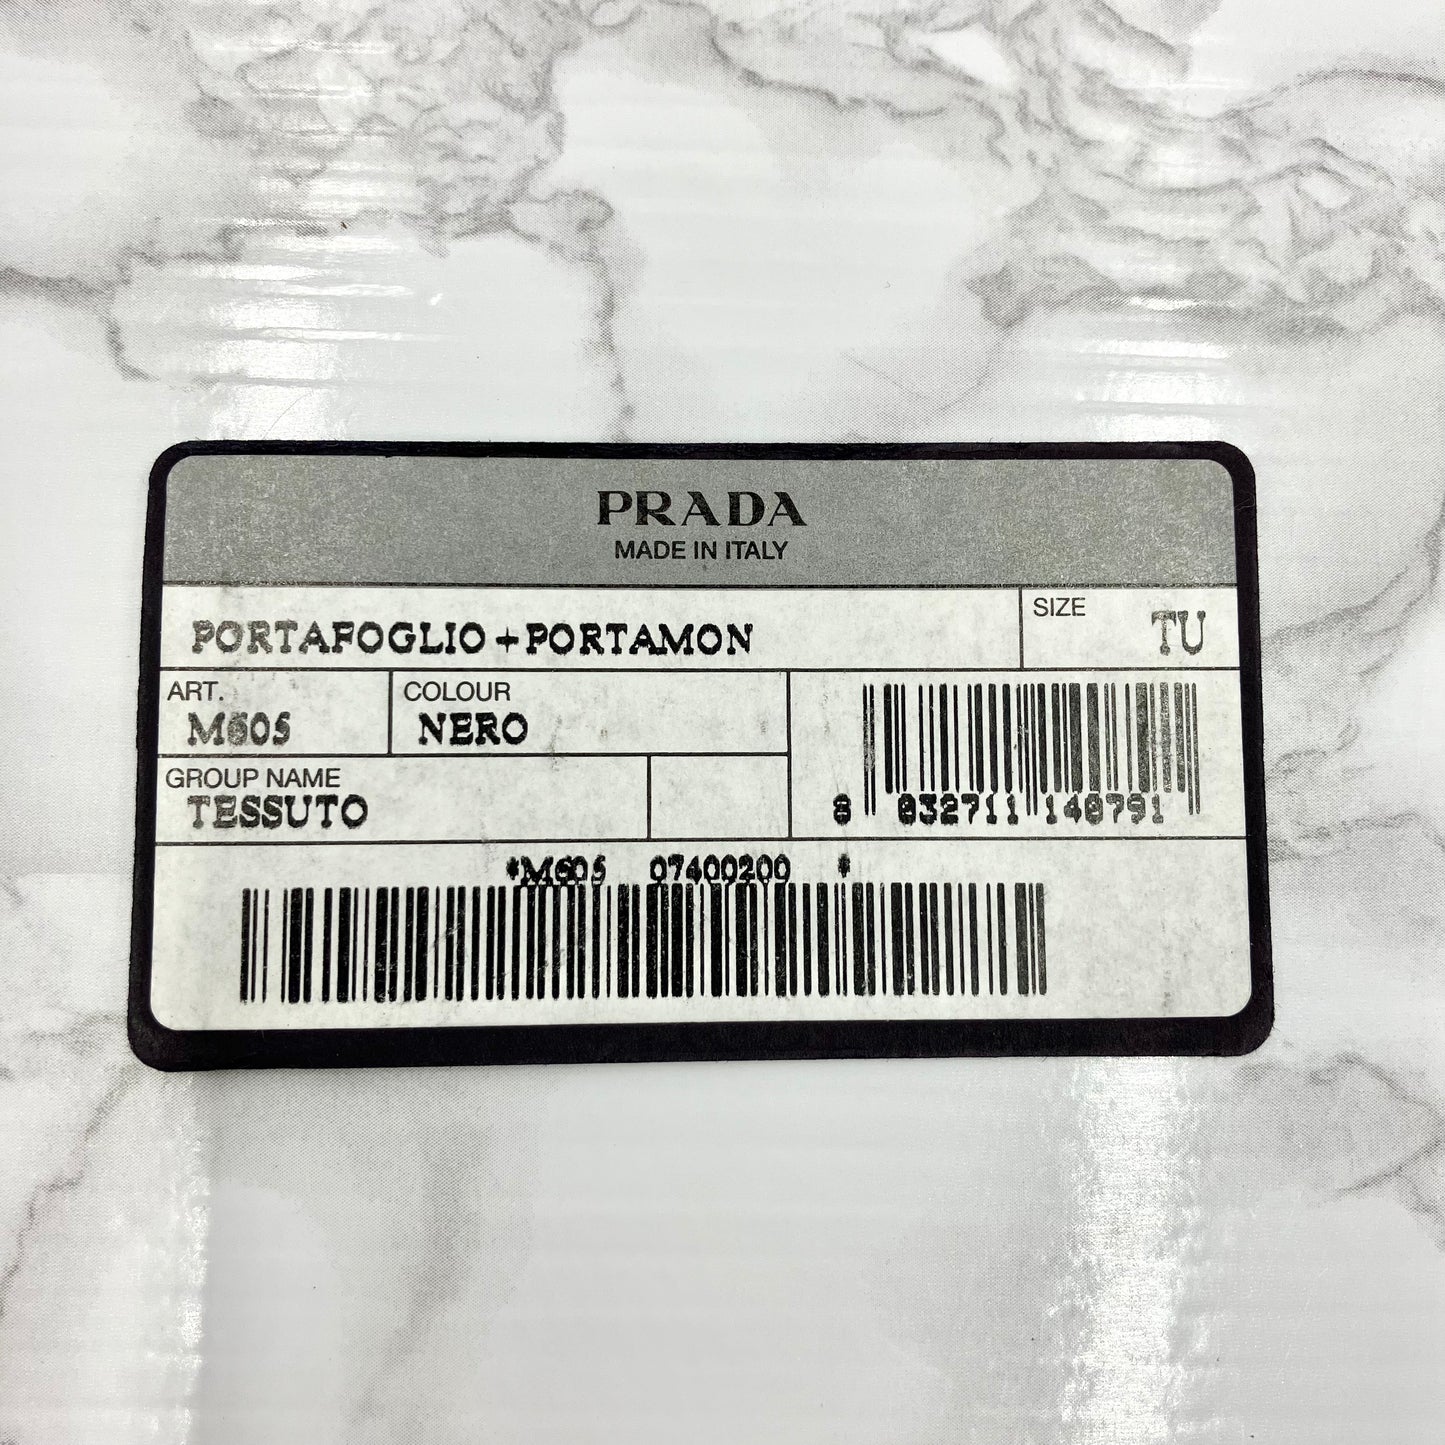 PRADA
MADE IN ITALY
PORTAFOGLIO+PORTAMON
SIZE
TU
ART.
M605
COLOUR
NERO
GROUP NAME
TESSUTO
8 032711 140791
*M605 07400200 *